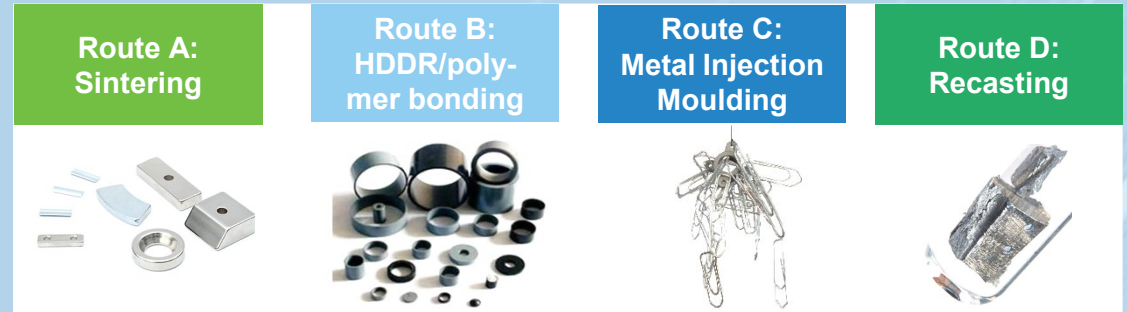 Route A:
Sintering
Route B:
HDDR/poly-
mer bonding
Route C:
Metal Injection
Moulding
Route D:
Recasting